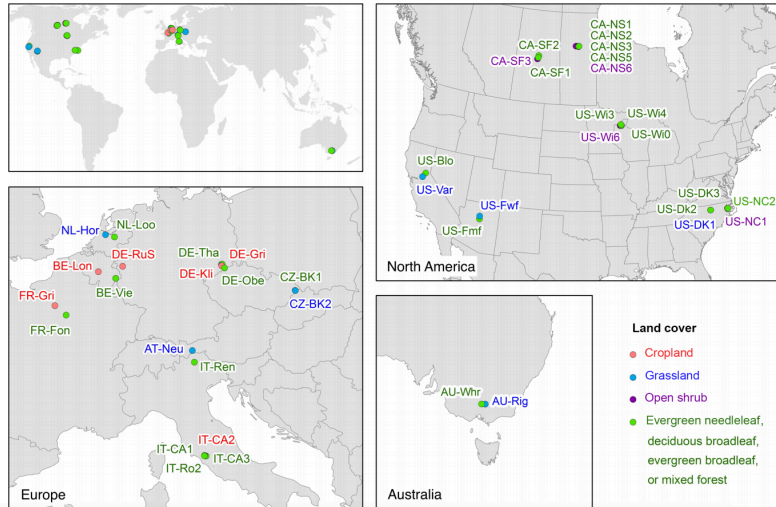 CA-NS1
CA-NS2
CA-SF2
CA-NS3
CA-NS5
CA-SF3
CA-NS6
CA-SF1
US-Wi3
US-Wi4
US-Wi6
US-Wi0
US-Blo
US-Var
US-Fwf
US-Fmf
US-DK3
US-NC2
US-Dk2
US-DK1
US-NC1
North America
NL-Loo
NL-Hor
DE-RuS
DE-Tha
DE-Gri
BE-Lon
DE-Kli
DE-Obe
CZ-BK1
BE-Vie
FR-Gri
CZ-BK2
FR-Fon
AT-Neu
IT-Ren
IT-CA2
IT-CA1
IT-CA3
IT-Ro2
Europe
AU-Whr
AU-Rig
Australia
Land cover
Cropland
Grassland
Open shrub
Evergreen needleleaf,
deciduous broadleaf,
evergreen broadleaf,
or mixed forest